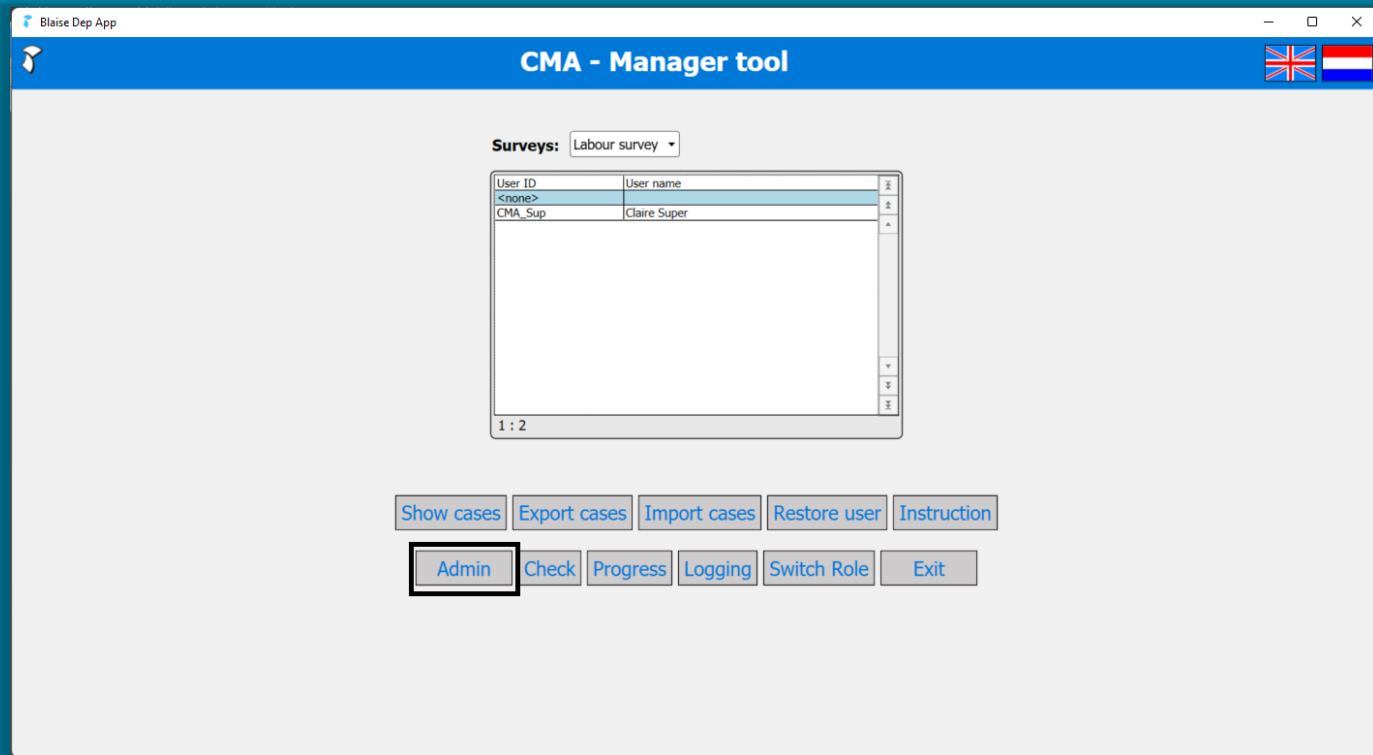 Blaise Dep App
CMA - Manager tool
Surveys: Labour survey
User ID User name
<none>
CMA_Sup Claire Super
1 : 2
Show cases Export cases Import cases Restore user Instruction
Admin Check Progress Logging Switch Role Exit